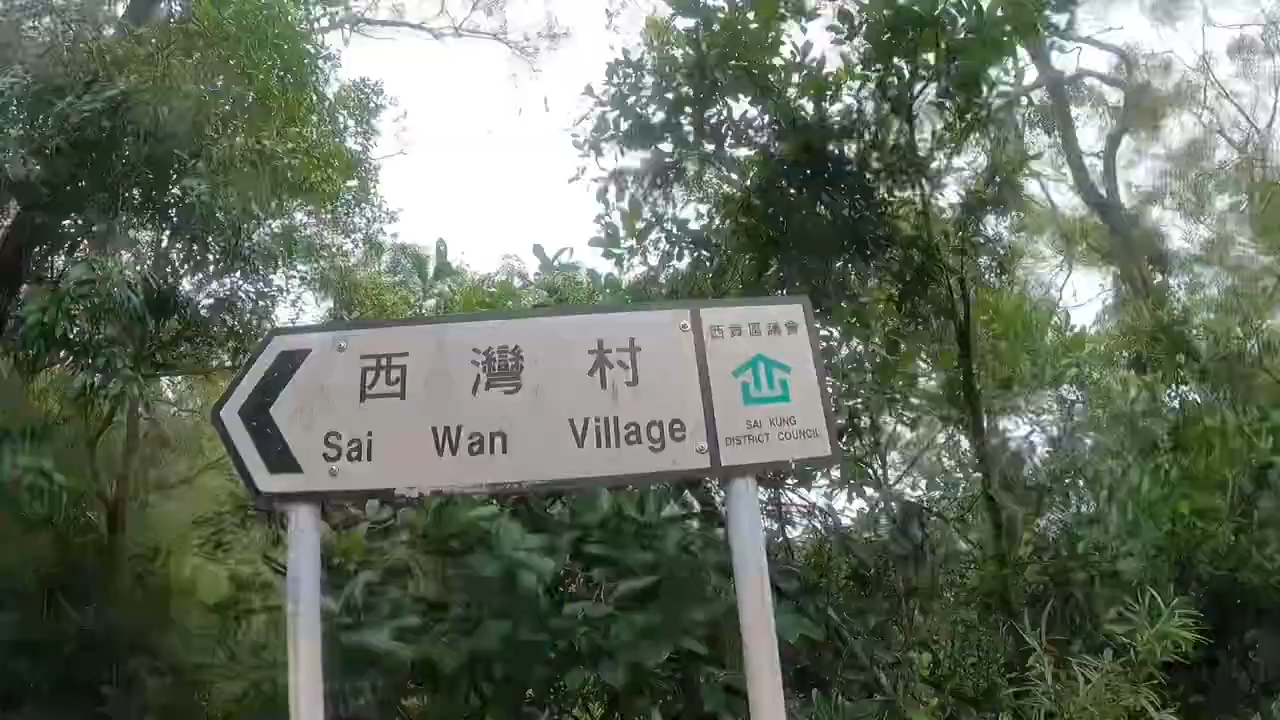 西灣村
Sai Wan Village
西貢區議會
SAI KUNG
DISTRICT COUNCIL